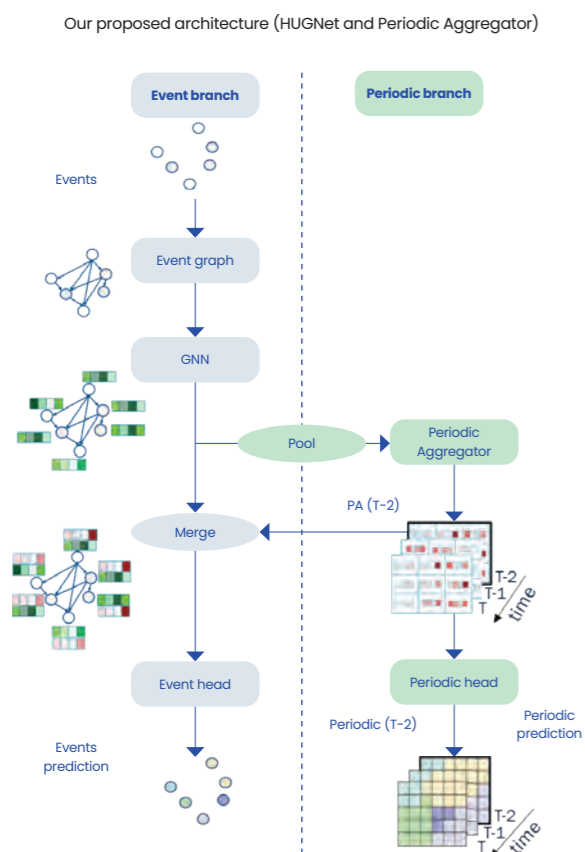 Our proposed architecture (HUGNet and Periodic Aggregator)
Event branch
Periodic branch
Events
Event graph
GNN
Pool
Periodic
Aggregator
PA (T-2)
Merge
T-2
T-1
T
time
Event head
Periodic head
Periodic (T-2)
Periodic
prediction
Events
prediction
T-2
T-1
T
time